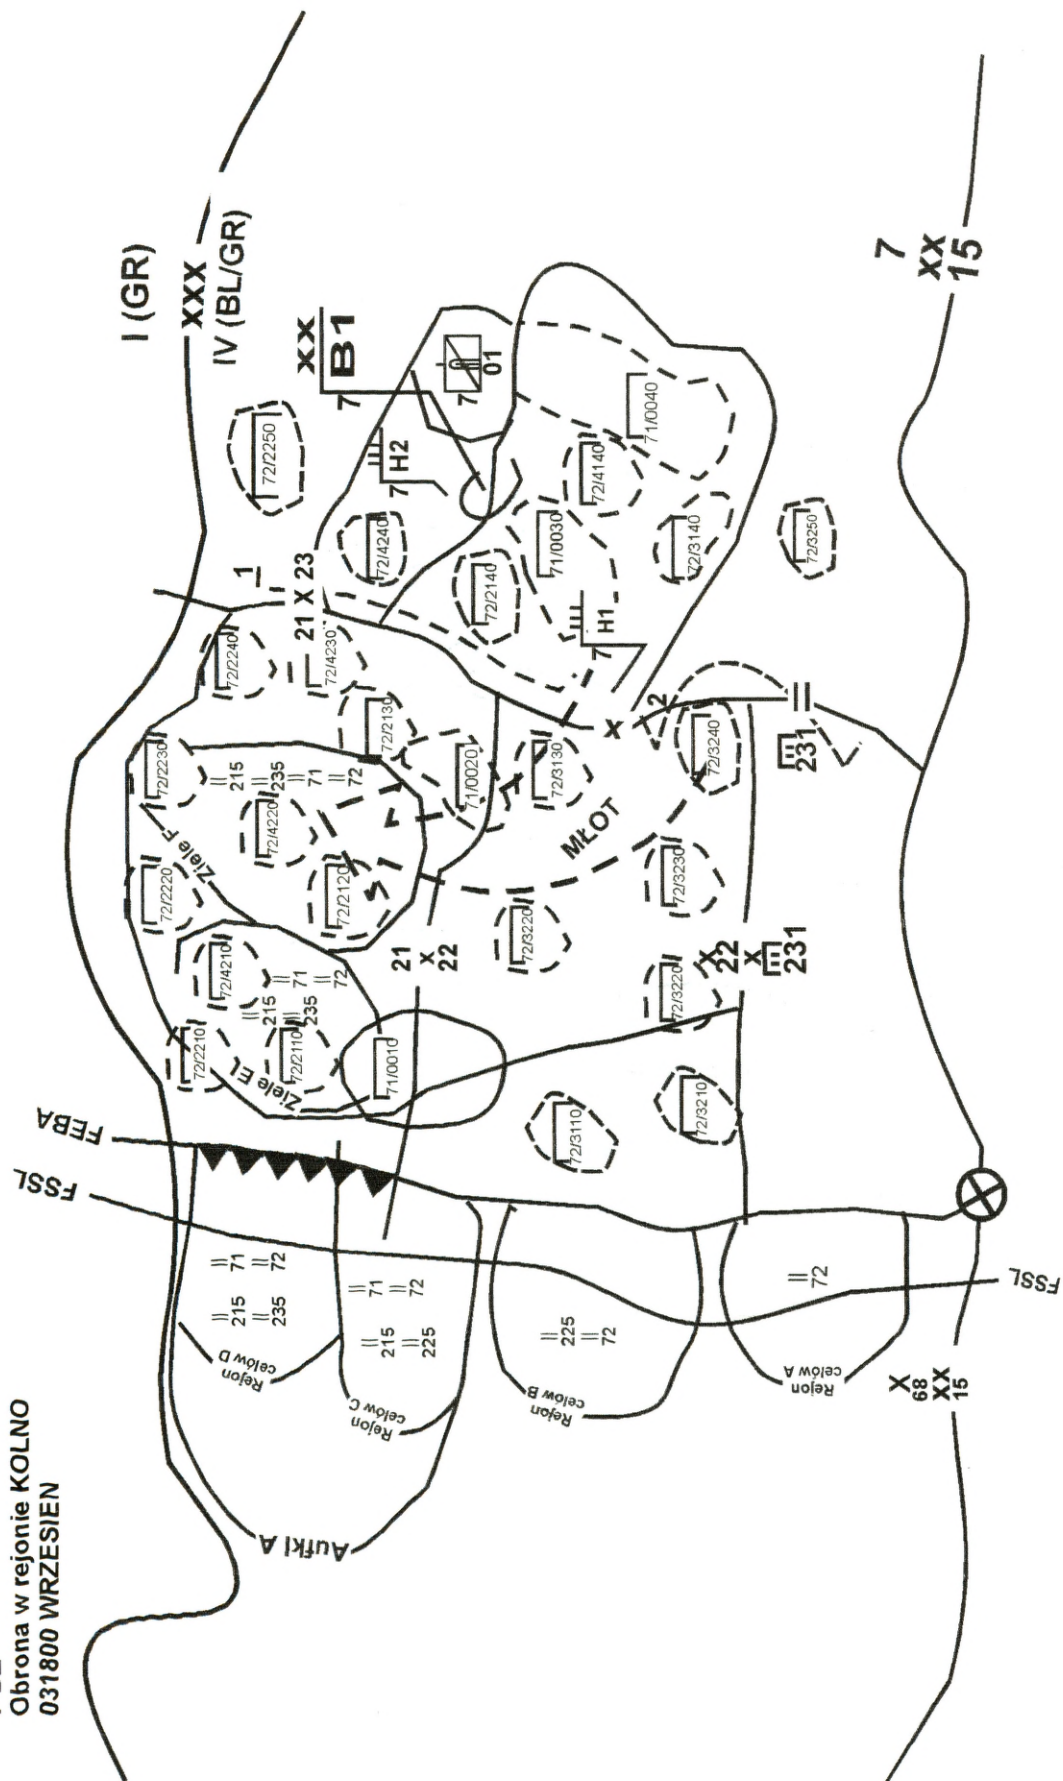 Obrona w rejonie KOLNO
031800 WRZESIEN
FSSL
FEBA
I (GR)
XXX
IV (BL/GR)
XX
B1
7
7
01
H2
7
72/2250
1
21 X 23
72/4240
72/2140
71/0030
72/4140
71/0040
72/3140
72/3250
H1
7
7
XX
15
72/2240
72/4230
72/2130
72/2230
215
235
71
72
72/4220
71/0020
72/3130
X
2
72/3240
231
MŁOT
Ziele F
72/2220
72/2120
72/3220
72/3230
72/4210
71
72
215
235
21
X
22
72/3220
X
22
X
231
72/2210
72/2110
Ziele E
71/0010
72/3110
72/3210
71
72
215
235
Rejon
celów D
71
72
215
225
Rejon
celów C
225
72
Rejon
celów B
72
Rejon
celów A
FSSL
X
68
XX
15
Aufkl A